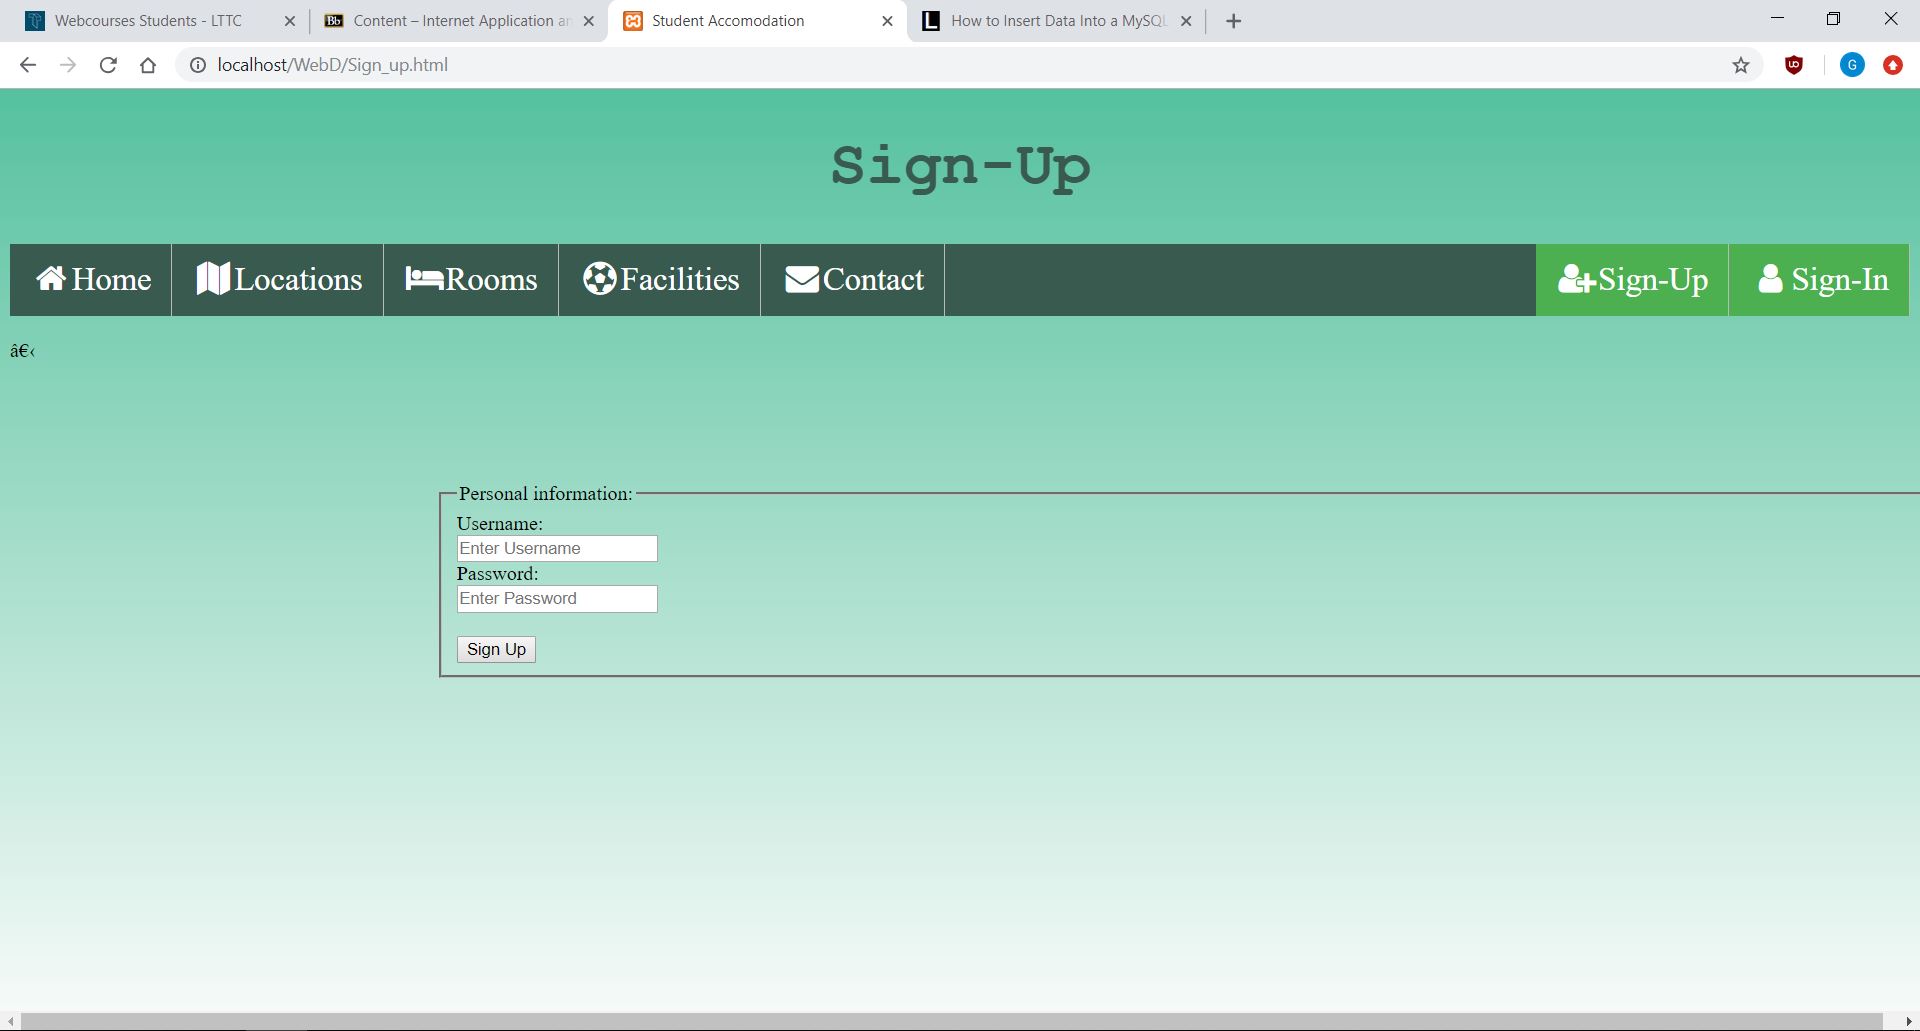 Webcourses Students - LTTC
Content – Internet Application an
Student Accomodation
How to Insert Data Into a MySQL
localhost/WebD/Sign_up.html
G
Sign-Up
Home
Locations
Rooms
Facilities
Contact
Sign-Up
Sign-In
â€‹
Personal information:
Username:
Enter Username
Password:
Enter Password
Sign Up